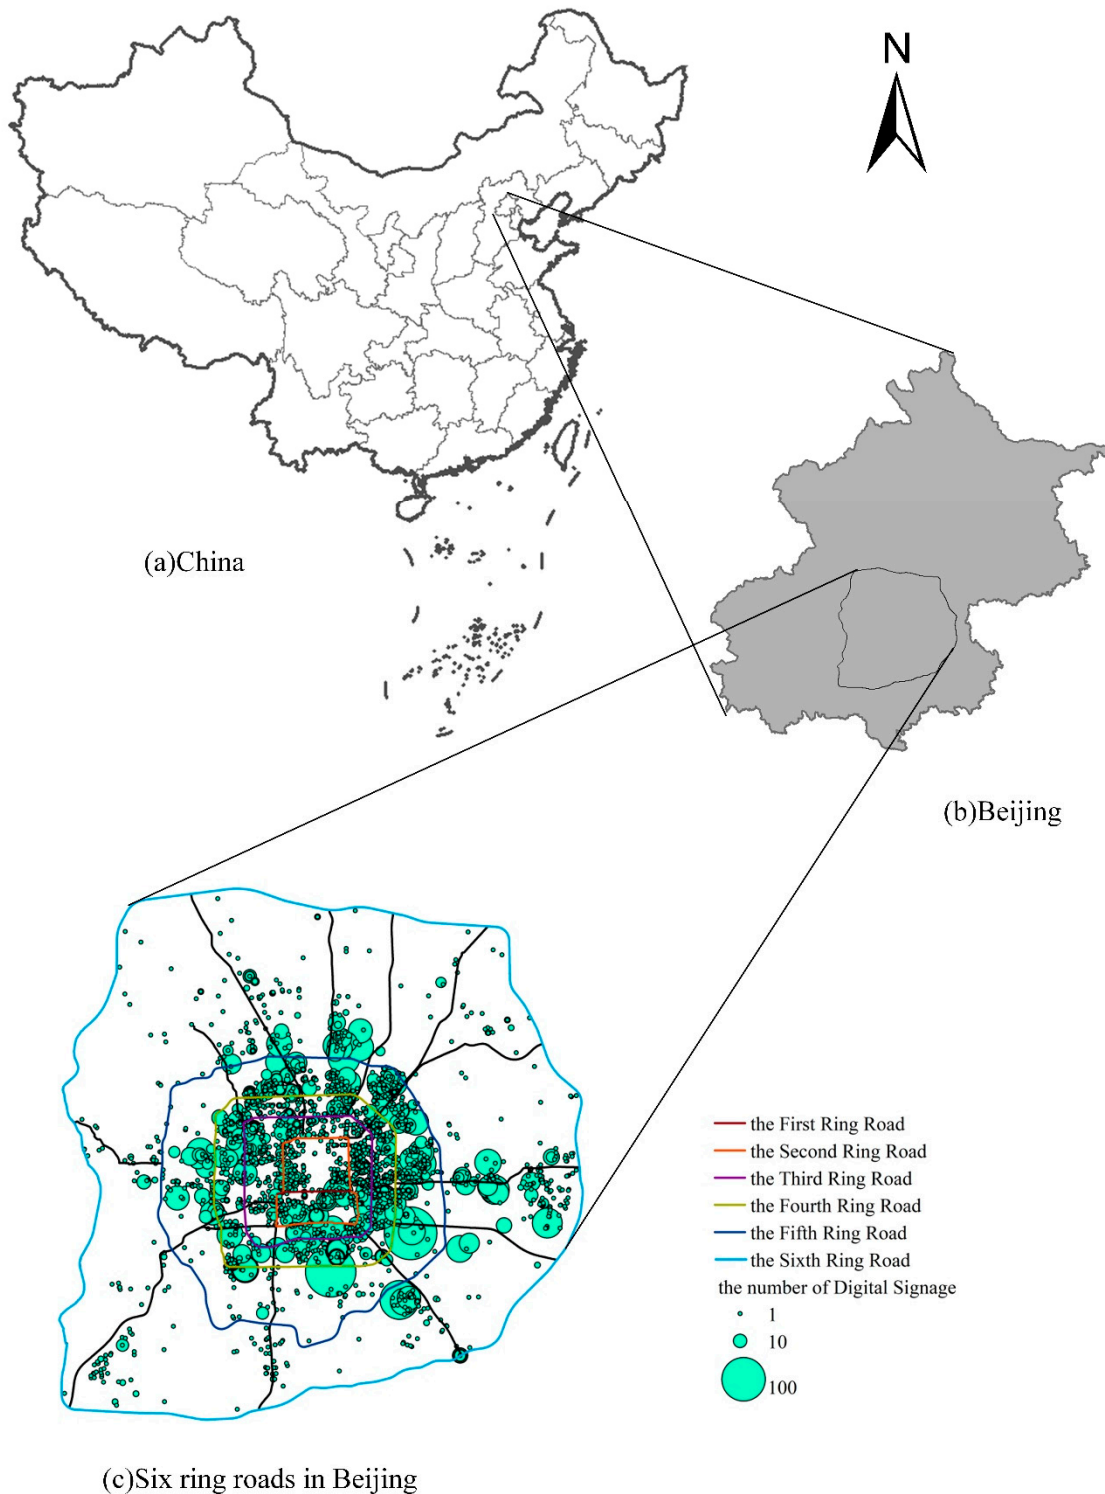 N
(a)China
(b)Beijing
the First Ring Road
the Second Ring Road
the Third Ring Road
the Fourth Ring Road
the Fifth Ring Road
the Sixth Ring Road
the number of Digital Signage
1
10
100
(c)Six ring roads in Beijing